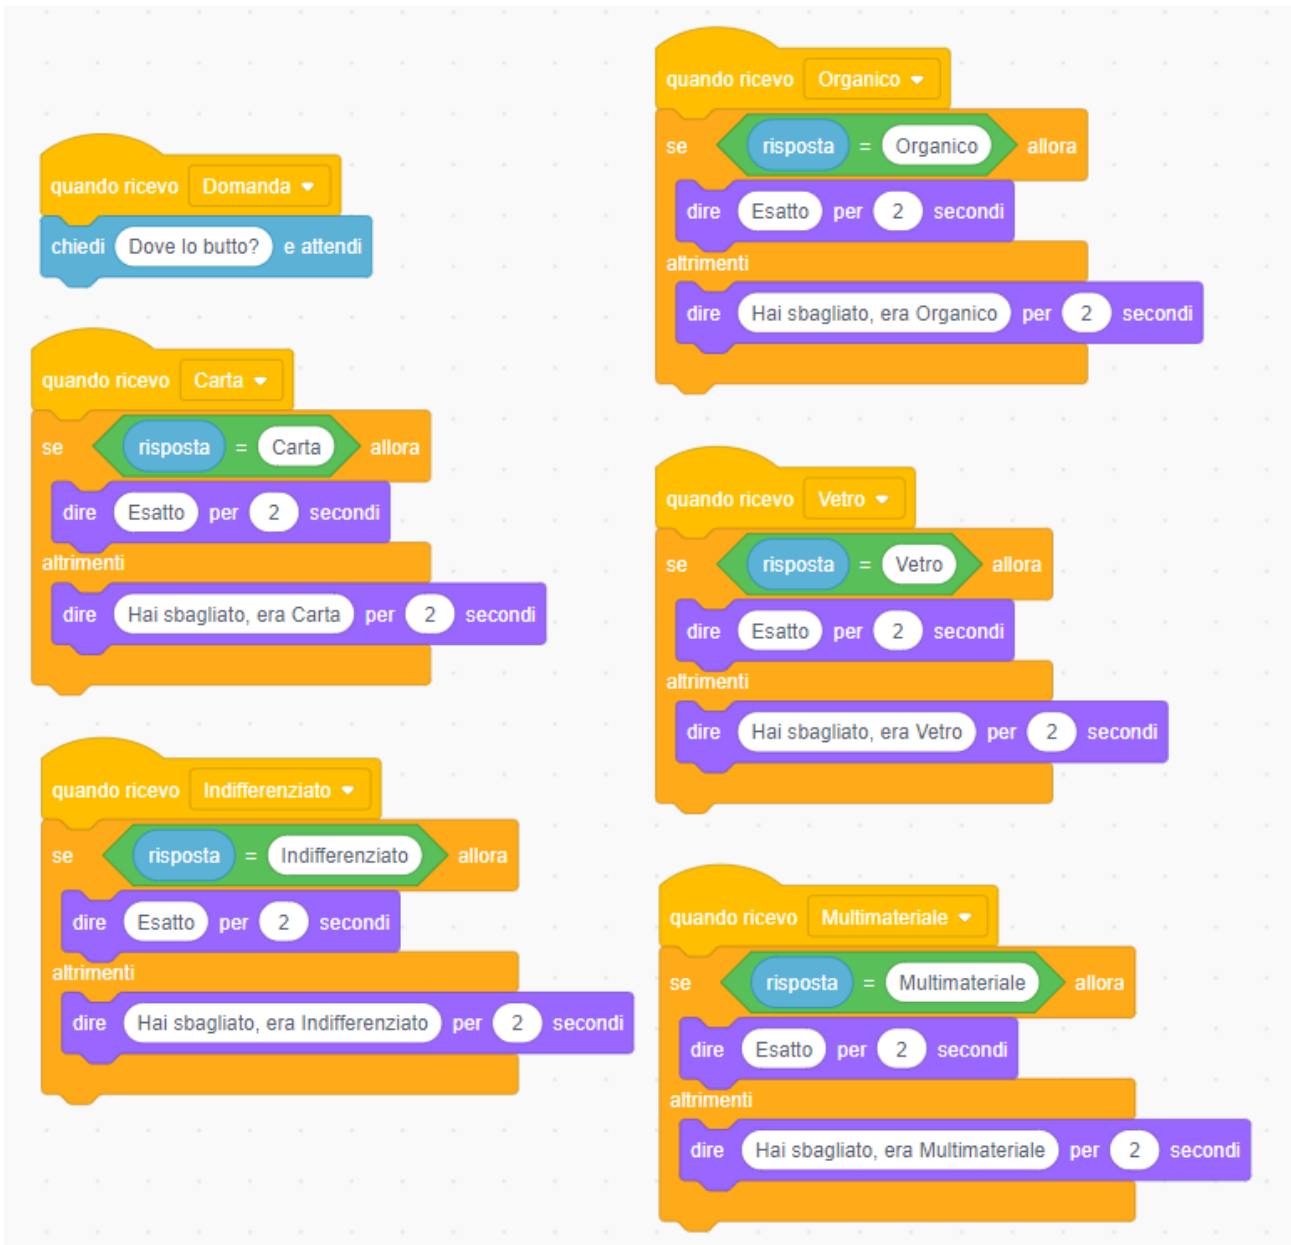 quando ricevo Domanda
chiedi Dove lo butto? e attendi
quando ricevo Carta
se risposta = Carta allora
dire Esatto per 2 secondi
altrimenti
dire Hai sbagliato, era Carta per 2 secondi
quando ricevo Indifferenziato
se risposta = Indifferenziato allora
dire Esatto per 2 secondi
altrimenti
dire Hai sbagliato, era Indifferenziato per 2 secondi
quando ricevo Organico
se risposta = Organico allora
dire Esatto per 2 secondi
altrimenti
dire Hai sbagliato, era Organico per 2 secondi
quando ricevo Vetro
se risposta = Vetro allora
dire Esatto per 2 secondi
altrimenti
dire Hai sbagliato, era Vetro per 2 secondi
quando ricevo Multimateriale
se risposta = Multimateriale allora
dire Esatto per 2 secondi
altrimenti
dire Hai sbagliato, era Multimateriale per 2 secondi